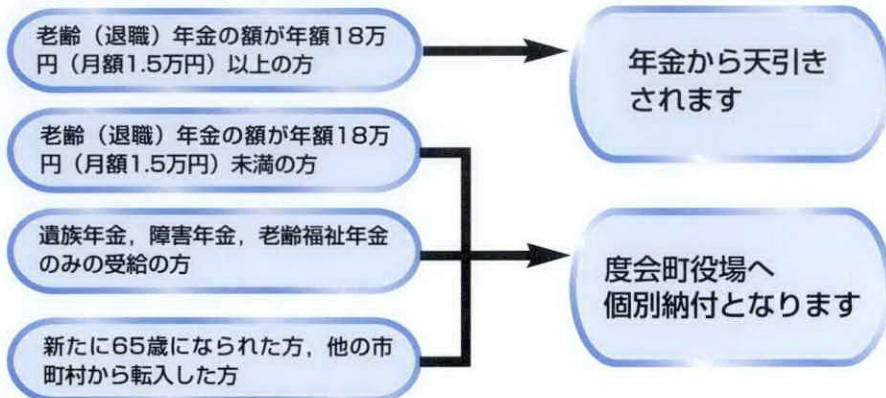 老齢（退職）年金の額が年額18万
円（月額1.5万円）以上の方
年金から天引き
されます
老齢（退職）年金の額が年額18万
円（月額1.5万円）未満の方
遺族年金，障害年金，老齢福祉年金
のみの受給の方
度会町役場へ
個別納付となります
新たに65歳になられた方，他の市
町村から転入した方